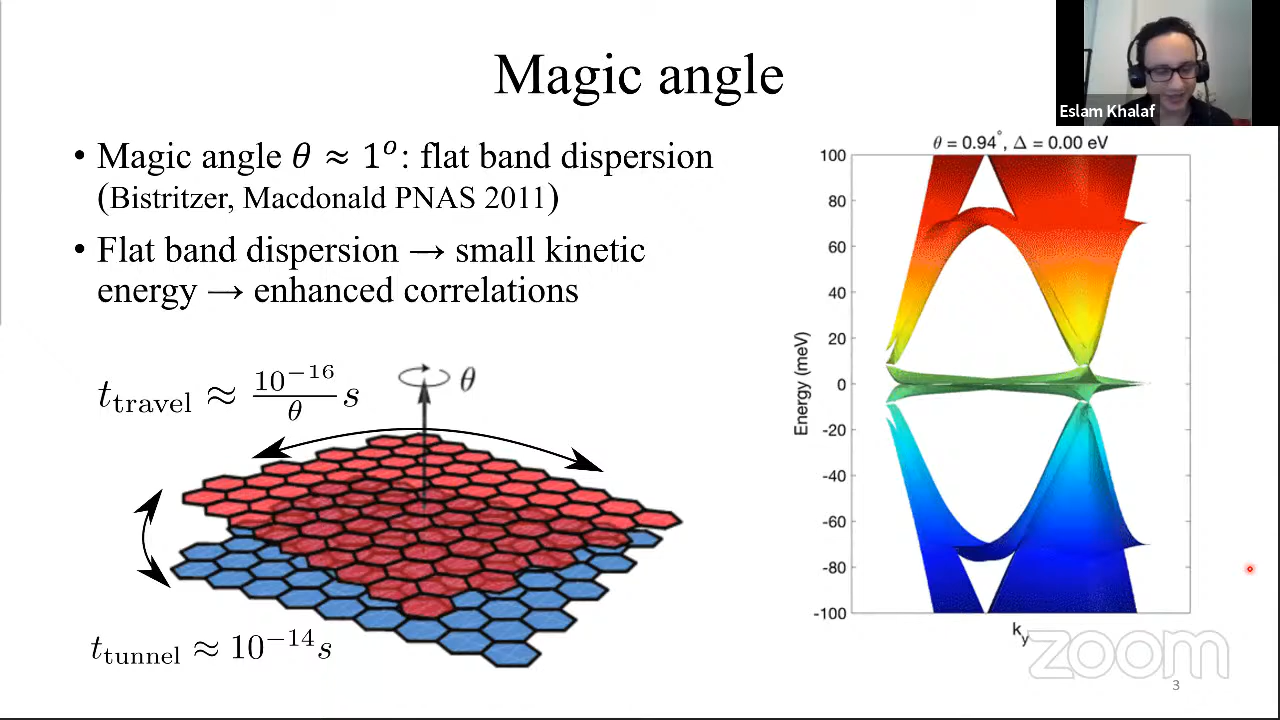 Magic angle
Eslam Khalaf
• Magic angle θ ≈ 1ᵒ: flat band dispersion
(Bistritzer, Macdonald PNAS 2011)
• Flat band dispersion → small kinetic
energy → enhanced correlations
t_travel ≈ 10⁻¹⁶/θ s
θ
t_tunnel ≈ 10⁻¹⁴ s
θ = 0.94°, Δ = 0.00 eV
100
80
60
40
20
0
-20
-40
-60
-80
-100
Energy (meV)
k_y
zoom
3